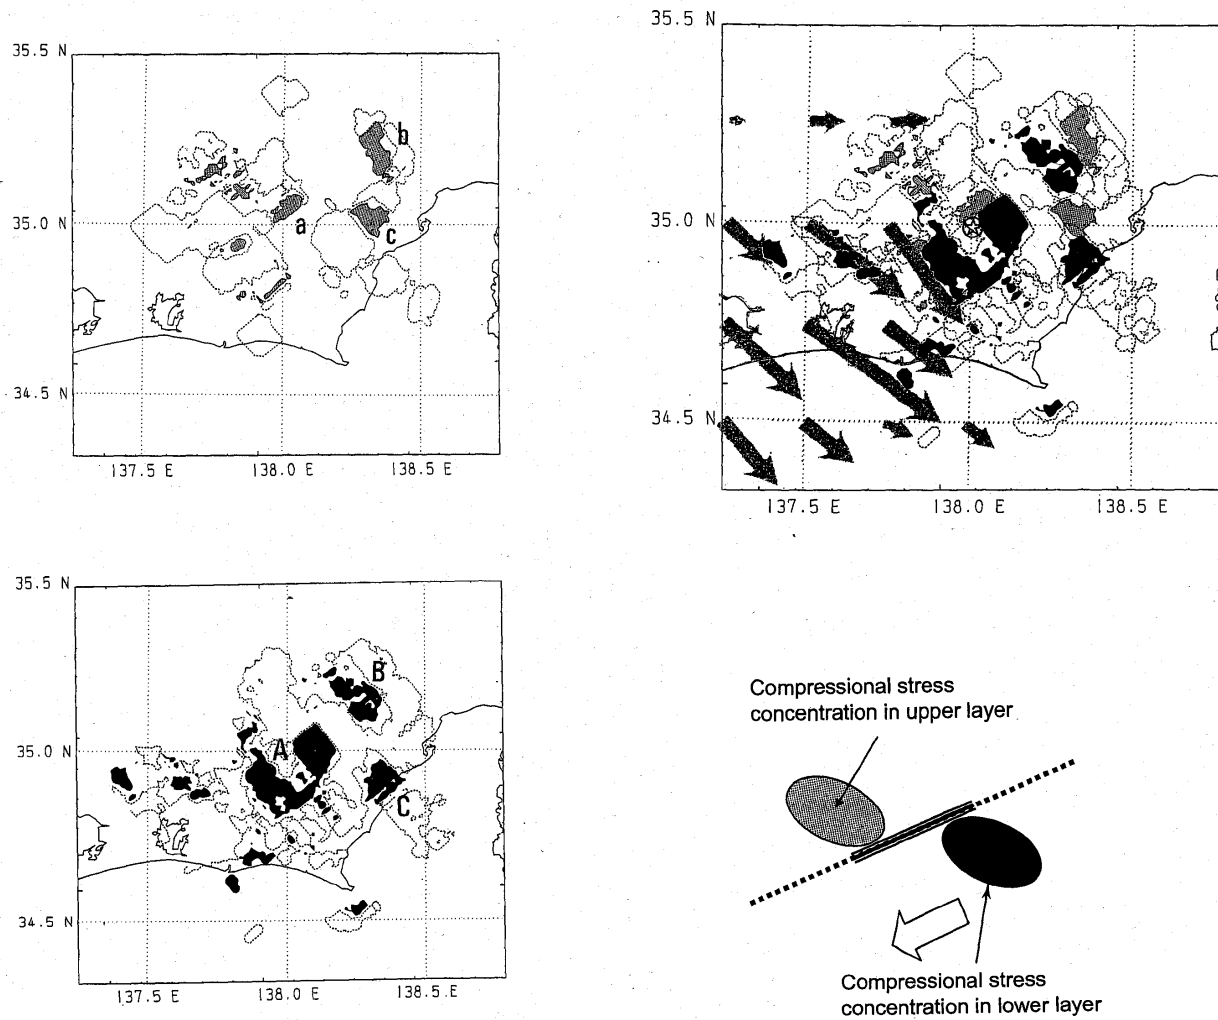 35.5 N
b
a
c
35.0 N
34.5 N
137.5 E 138.0 E 138.5 E
35.5 N
35.0 N
34.5 N
137.5 E 138.0 E 138.5 E
35.5 N
B
A
35.0 N
C
34.5 N
137.5 E 138.0 E 138.5.E
Compressional stress
concentration in upper layer
Compressional stress
concentration in lower layer